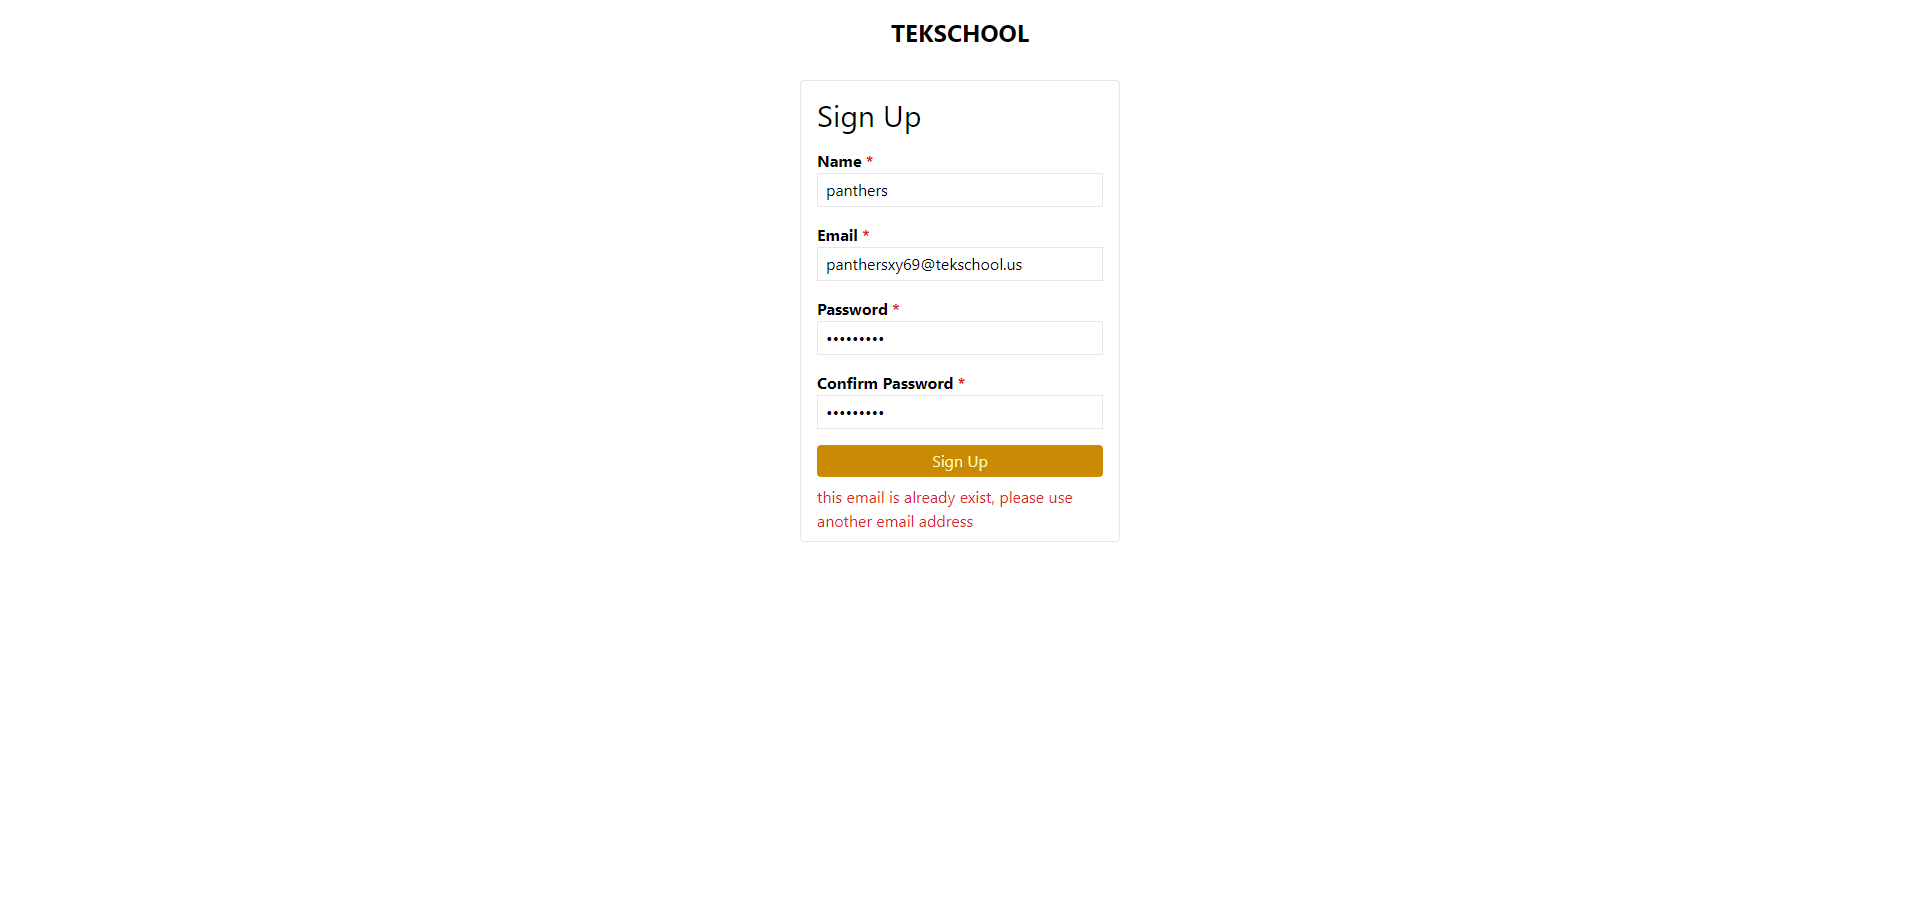 TEKSCHOOL
Sign Up
Name *
panthers
Email *
panthersxy69@tekschool.us
Password *
•••••••••
Confirm Password *
•••••••••
Sign Up
this email is already exist, please use
another email address